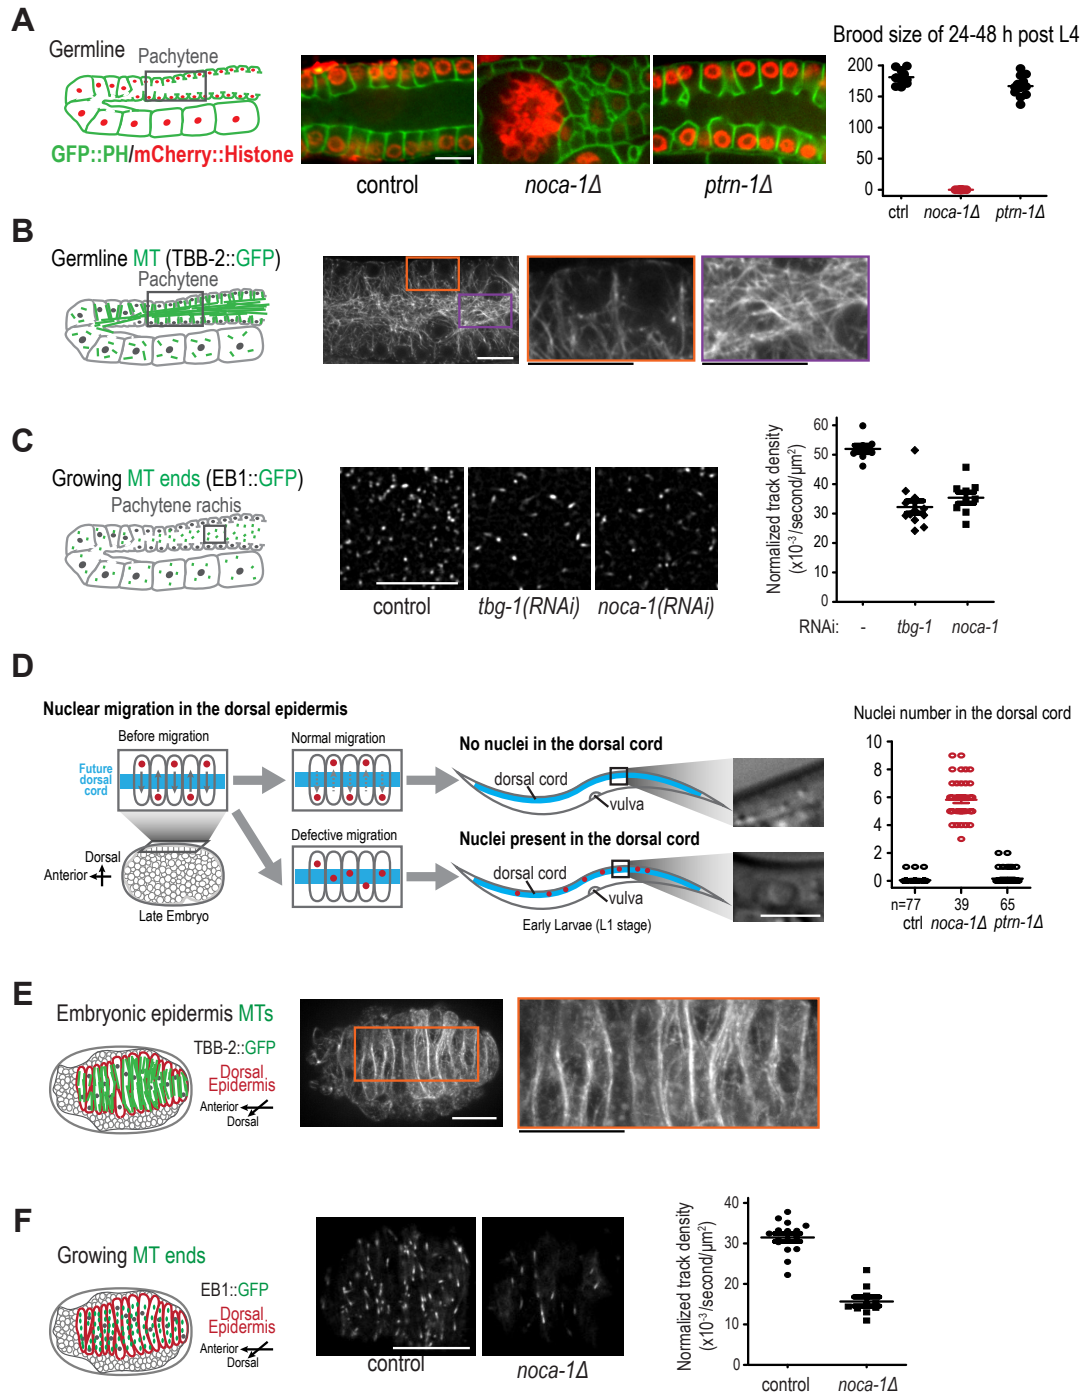 A
Germline
Pachytene
GFP::PH/mCherry::Histone
control
noca-1Δ
ptrn-1Δ
Brood size of 24-48 h post L4
200
150
100
50
0
ctrl
noca-1Δ
ptrn-1Δ
B
Germline MT (TBB-2::GFP)
Pachytene
C
Growing MT ends (EB1::GFP)
Pachytene rachis
control
tbg-1(RNAi)
noca-1(RNAi)
Normalized track density
(x10⁻³/second/µm²)
60
50
40
30
20
10
0
RNAi:
-
tbg-1
noca-1
D
Nuclear migration in the dorsal epidermis
Before migration
Future
dorsal
cord
Normal migration
Defective migration
Dorsal
Anterior
Late Embryo
No nuclei in the dorsal cord
dorsal cord
vulva
Nuclei present in the dorsal cord
dorsal cord
vulva
Early Larvae (L1 stage)
Nuclei number in the dorsal cord
10
8
6
4
2
0
n=77
39
65
ctrl
noca-1Δ
ptrn-1Δ
E
Embryonic epidermis MTs
TBB-2::GFP
Dorsal
Epidermis
Anterior
Dorsal
F
Growing MT ends
EB1::GFP
Dorsal
Epidermis
Anterior
Dorsal
control
noca-1Δ
Normalized track density
(x10⁻³/second/µm²)
40
30
20
10
0
control
noca-1Δ